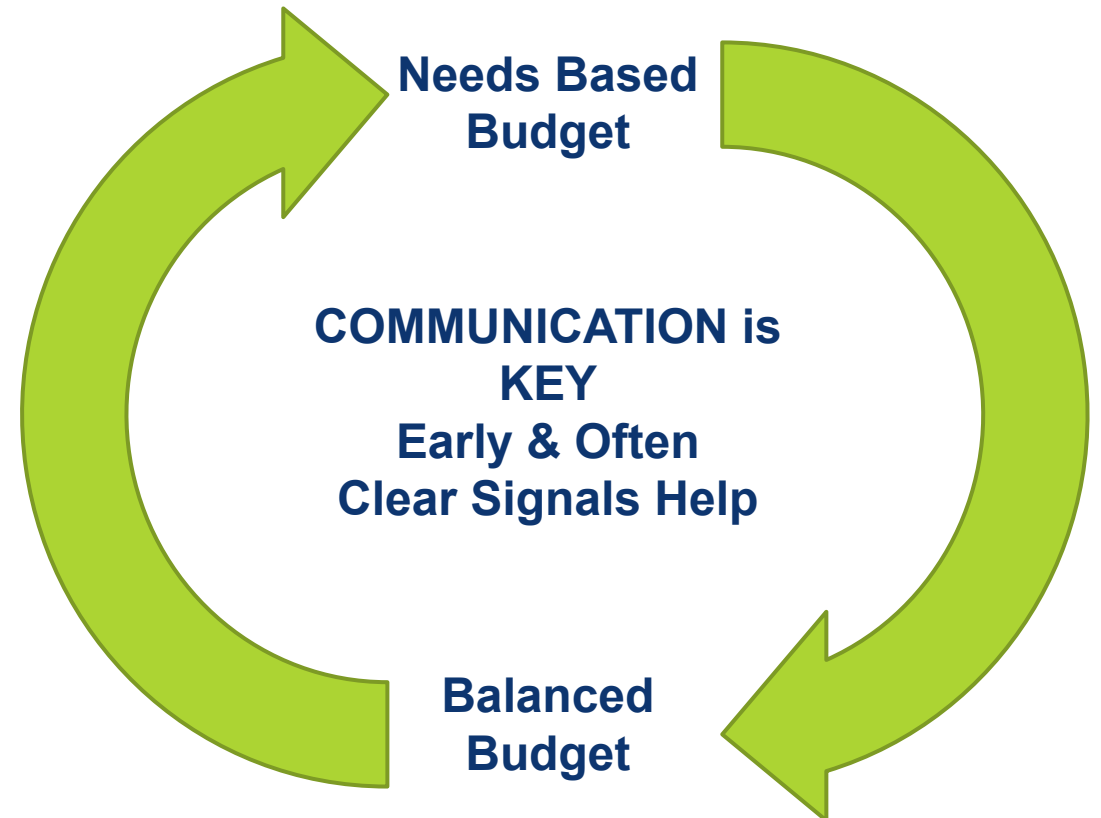 Needs Based
Budget
COMMUNICATION is
KEY
Early & Often
Clear Signals Help
Balanced
Budget